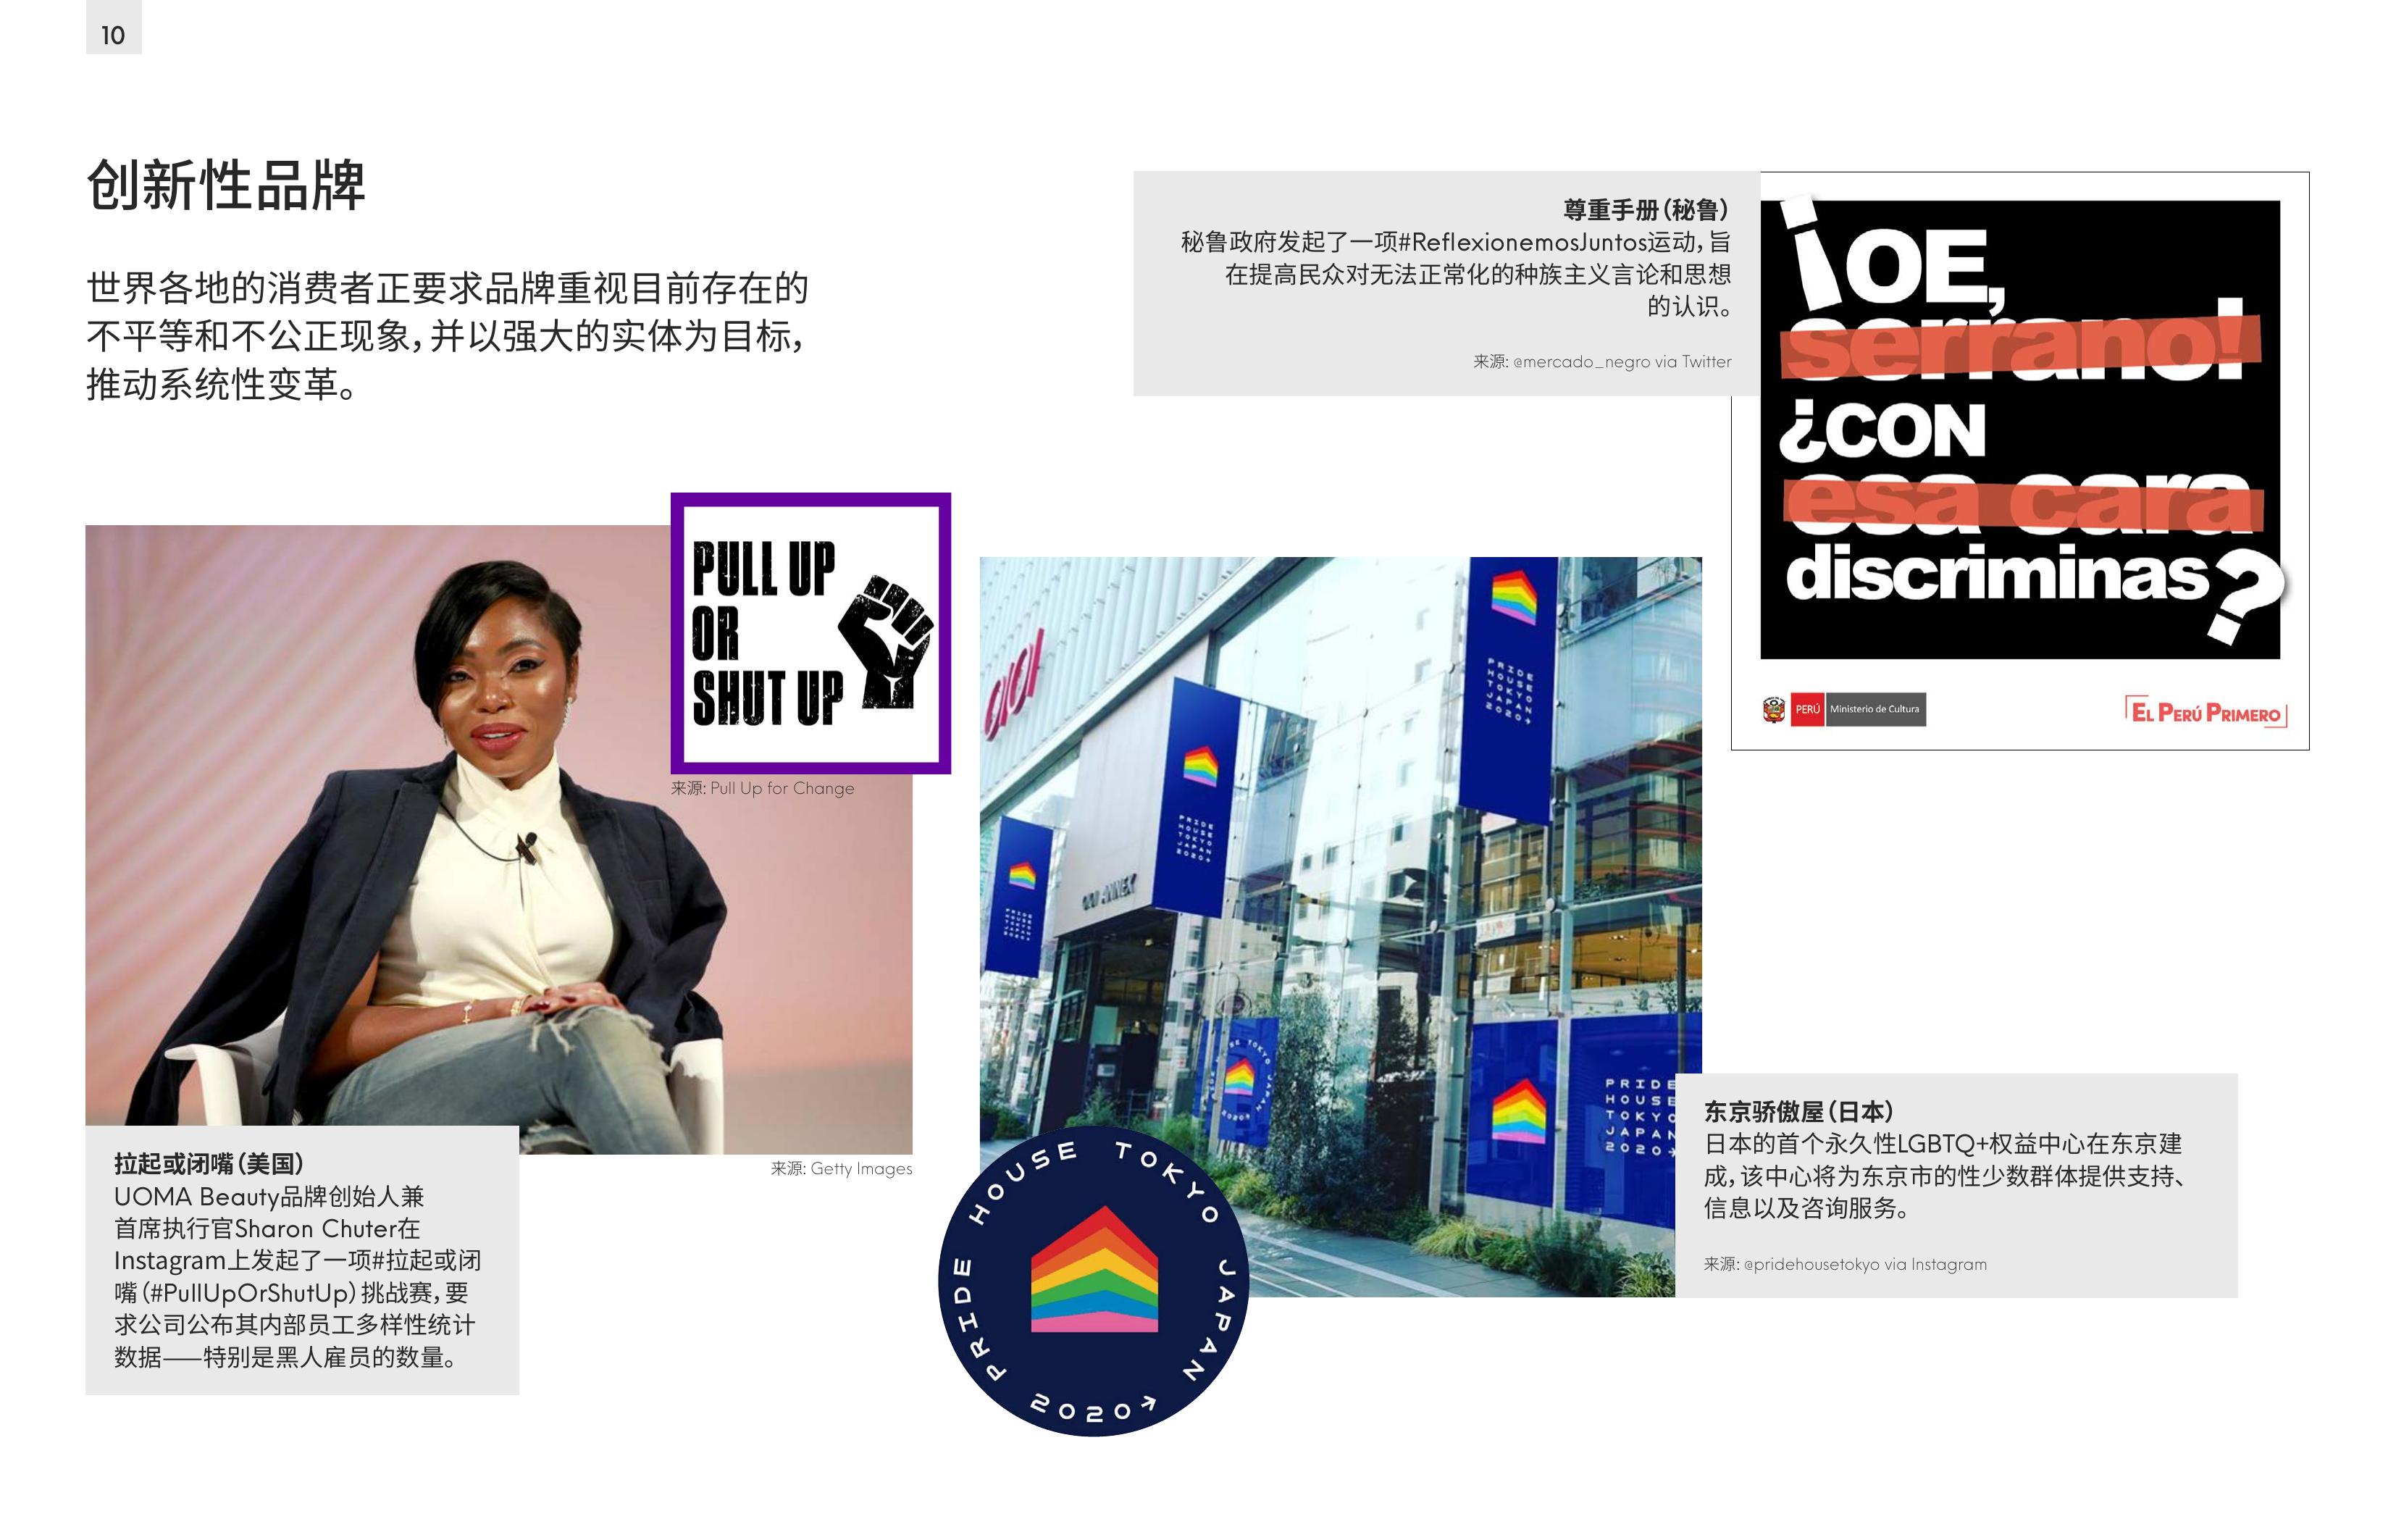 10
创新性品牌
世界各地的消费者正要求品牌重视目前存在的
不平等和不公正现象，并以强大的实体为目标，
推动系统性变革。
尊重手册（秘鲁）
秘鲁政府发起了一项#ReflexionemosJuntos运动，旨
在提高民众对无法正常化的种族主义言论和思想
的认识。
来源: @mercado_negro via Twitter
¡OE,
serrano!
¿CON
esa cara
discriminas?
PERÚ Ministerio de Cultura
EL PERÚ PRIMERO
PULL UP
OR
SHUT UP
来源: Pull Up for Change
来源: Getty Images
拉起或闭嘴（美国）
UOMA Beauty品牌创始人兼
首席执行官Sharon Chuter在
Instagram上发起了一项#拉起或闭
嘴（#PullUpOrShutUp）挑战赛，要
求公司公布其内部员工多样性统计
数据——特别是黑人雇员的数量。
PRIDE
HOUSE
TOKYO
JAPAN
2020→
PRIDE
HOUSE
TOKYO
JAPAN
2020→
PRIDE
HOUSE
TOKYO
JAPAN
2020→
PRIDE
HOUSE
TOKYO
JAPAN
2020→
PRIDE HOUSE TOKYO JAPAN 2020→
东京骄傲屋（日本）
日本的首个永久性LGBTQ+权益中心在东京建
成，该中心将为东京市的性少数群体提供支持、
信息以及咨询服务。
来源: @pridehousetokyo via Instagram